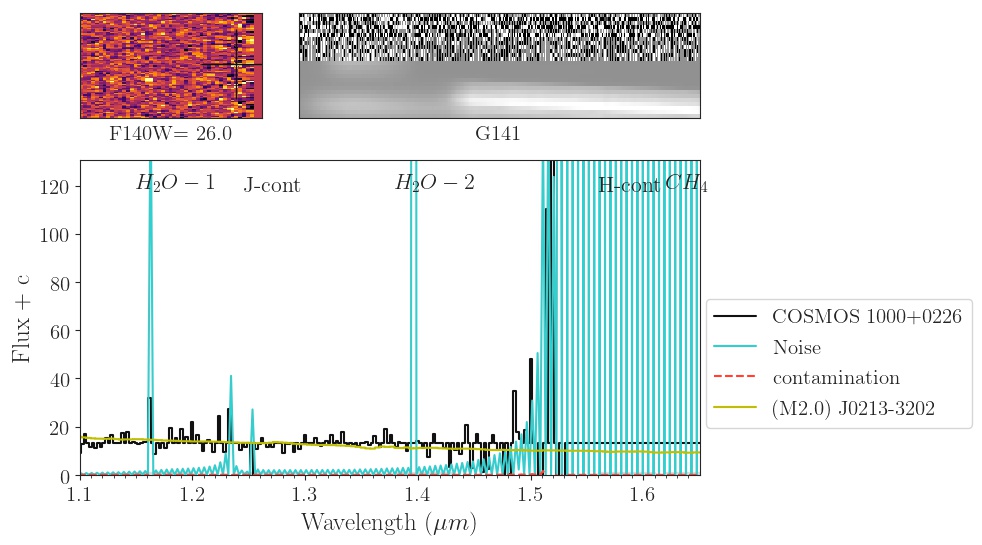 F140W= 26.0
G141
H₂O − 1
J-cont
H₂O − 2
H-cont
CH₄
120
100
80
60
40
20
0
Flux + c
1.1
1.2
1.3
1.4
1.5
1.6
Wavelength (μm)
COSMOS 1000+0226
Noise
contamination
(M2.0) J0213-3202